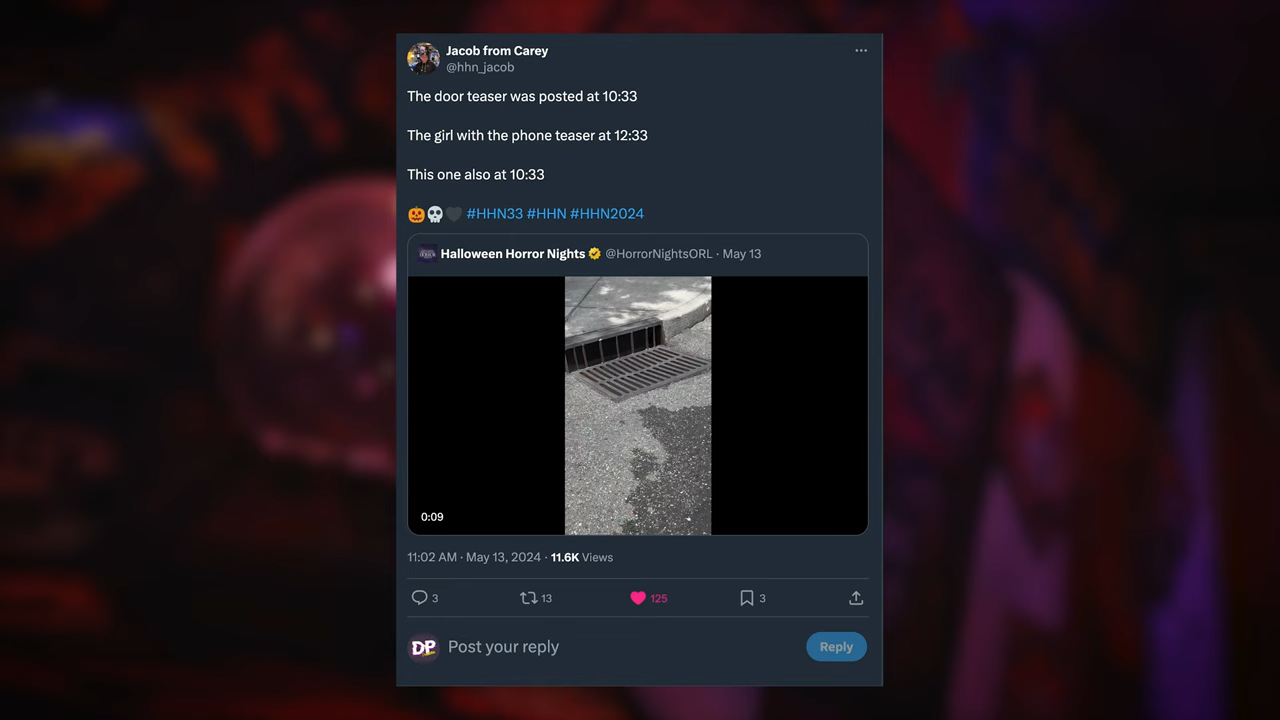 Jacob from Carey
@hhn_jacob
The door teaser was posted at 10:33
The girl with the phone teaser at 12:33
This one also at 10:33
🎃💀🖤 #HHN33 #HHN #HHN2024
Halloween Horror Nights @HorrorNightsORL · May 13
0:09
11:02 AM · May 13, 2024 · 11.6K Views
3 13 125 3
DP Post your reply Reply